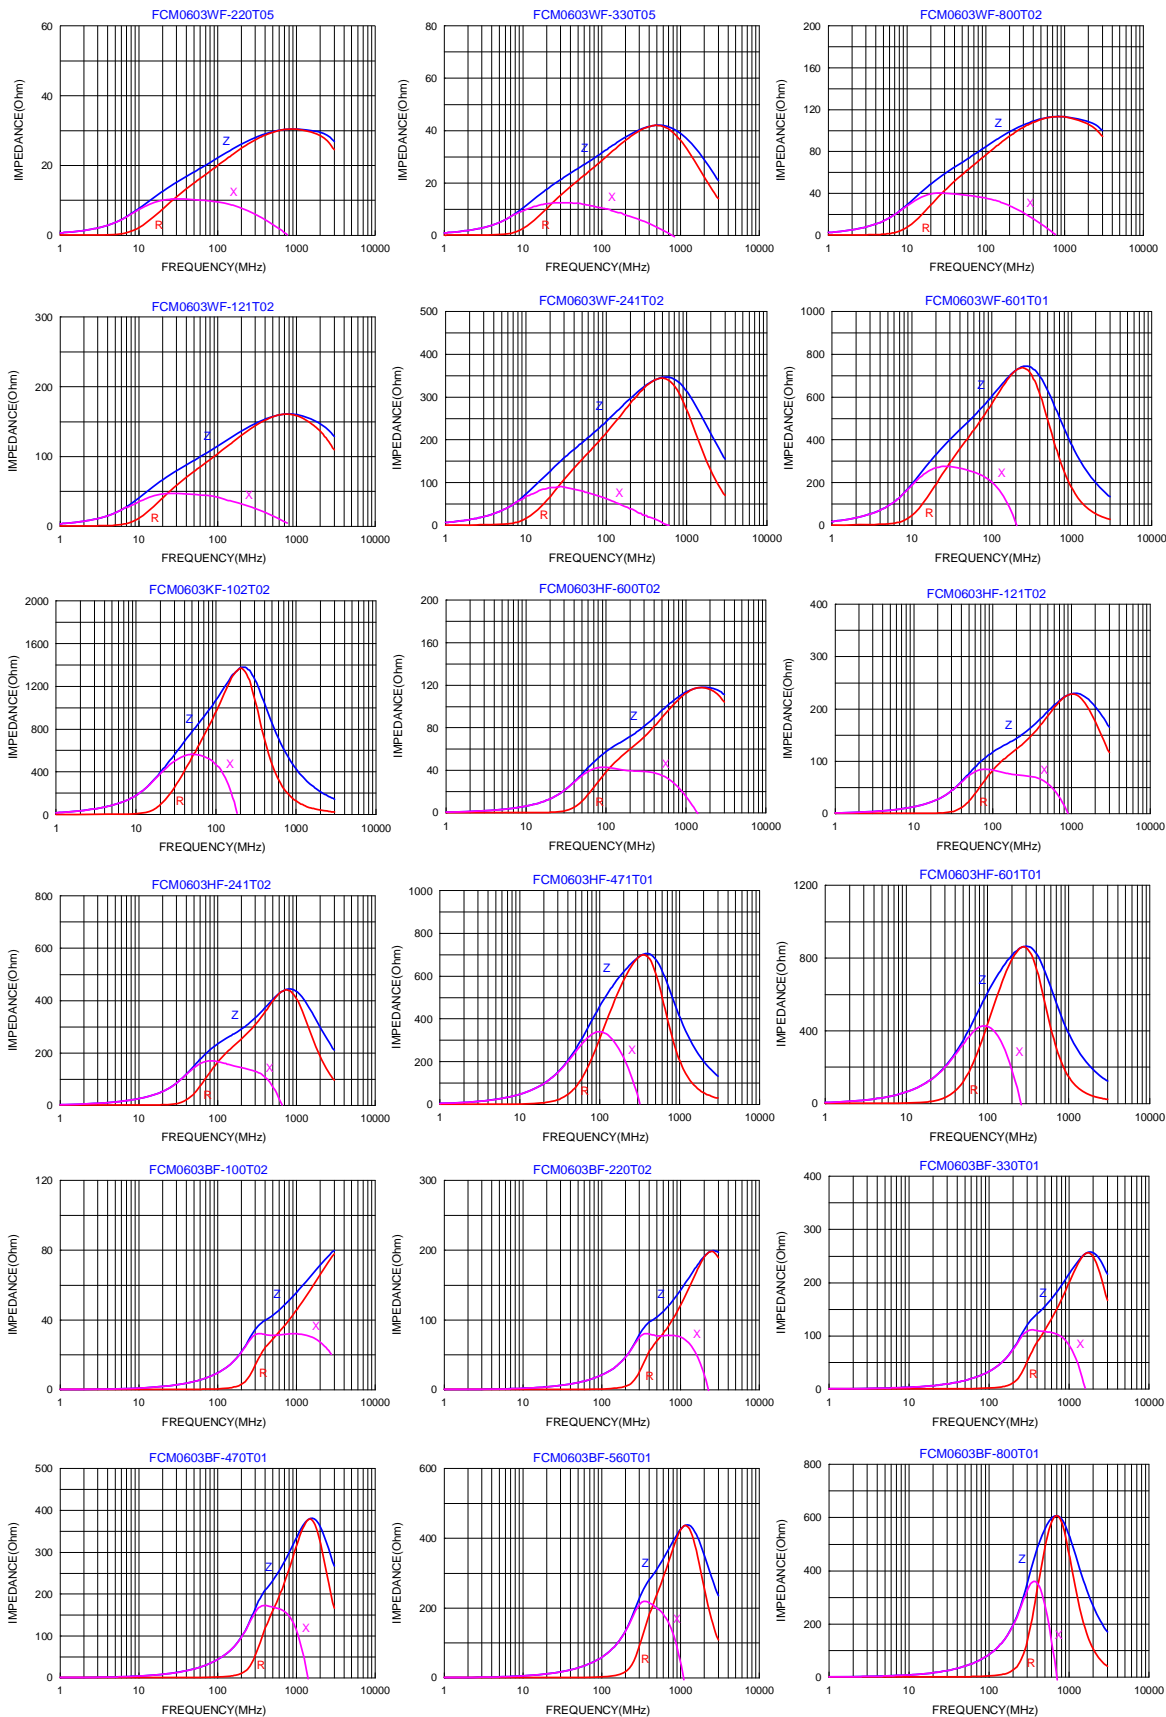 FCM0603WF-220T05
IMPEDANCE(Ohm)
60
40
20
0
Z
X
R
1 10 100 1000 10000
FREQUENCY(MHz)
FCM0603WF-330T05
IMPEDANCE(Ohm)
80
60
40
20
0
Z
X
R
1 10 100 1000 10000
FREQUENCY(MHz)
FCM0603WF-800T02
IMPEDANCE(Ohm)
200
160
120
80
40
0
Z
X
R
1 10 100 1000 10000
FREQUENCY(MHz)
FCM0603WF-121T02
IMPEDANCE(Ohm)
300
200
100
0
Z
X
R
1 10 100 1000 10000
FREQUENCY(MHz)
FCM0603WF-241T02
IMPEDANCE(Ohm)
500
400
300
200
100
0
Z
X
R
1 10 100 1000 10000
FREQUENCY(MHz)
FCM0603WF-601T01
IMPEDANCE(Ohm)
1000
800
600
400
200
0
Z
X
R
1 10 100 1000 10000
FREQUENCY(MHz)
FCM0603KF-102T02
IMPEDANCE(Ohm)
2000
1600
1200
800
400
0
Z
X
R
1 10 100 1000 10000
FREQUENCY(MHz)
FCM0603HF-600T02
IMPEDANCE(Ohm)
200
160
120
80
40
0
Z
X
R
1 10 100 1000 10000
FREQUENCY(MHz)
FCM0603HF-121T02
IMPEDANCE(Ohm)
400
300
200
100
0
Z
X
R
1 10 100 1000 10000
FREQUENCY(MHz)
FCM0603HF-241T02
IMPEDANCE(Ohm)
800
600
400
200
0
Z
X
R
1 10 100 1000 10000
FREQUENCY(MHz)
FCM0603HF-471T01
IMPEDANCE(Ohm)
1000
800
600
400
200
0
Z
X
R
1 10 100 1000 10000
FREQUENCY(MHz)
FCM0603HF-601T01
IMPEDANCE(Ohm)
1200
800
400
0
Z
X
R
1 10 100 1000 10000
FREQUENCY(MHz)
FCM0603BF-100T02
IMPEDANCE(Ohm)
120
80
40
0
Z
X
R
1 10 100 1000 10000
FREQUENCY(MHz)
FCM0603BF-220T02
IMPEDANCE(Ohm)
300
200
100
0
Z
X
R
1 10 100 1000 10000
FREQUENCY(MHz)
FCM0603BF-330T01
IMPEDANCE(Ohm)
400
300
200
100
0
Z
X
R
1 10 100 1000 10000
FREQUENCY(MHz)
FCM0603BF-470T01
IMPEDANCE(Ohm)
500
400
300
200
100
0
Z
X
R
1 10 100 1000 10000
FREQUENCY(MHz)
FCM0603BF-560T01
IMPEDANCE(Ohm)
600
400
200
0
Z
X
R
1 10 100 1000 10000
FREQUENCY(MHz)
FCM0603BF-800T01
IMPEDANCE(Ohm)
800
600
400
200
0
Z
X
R
1 10 100 1000 10000
FREQUENCY(MHz)